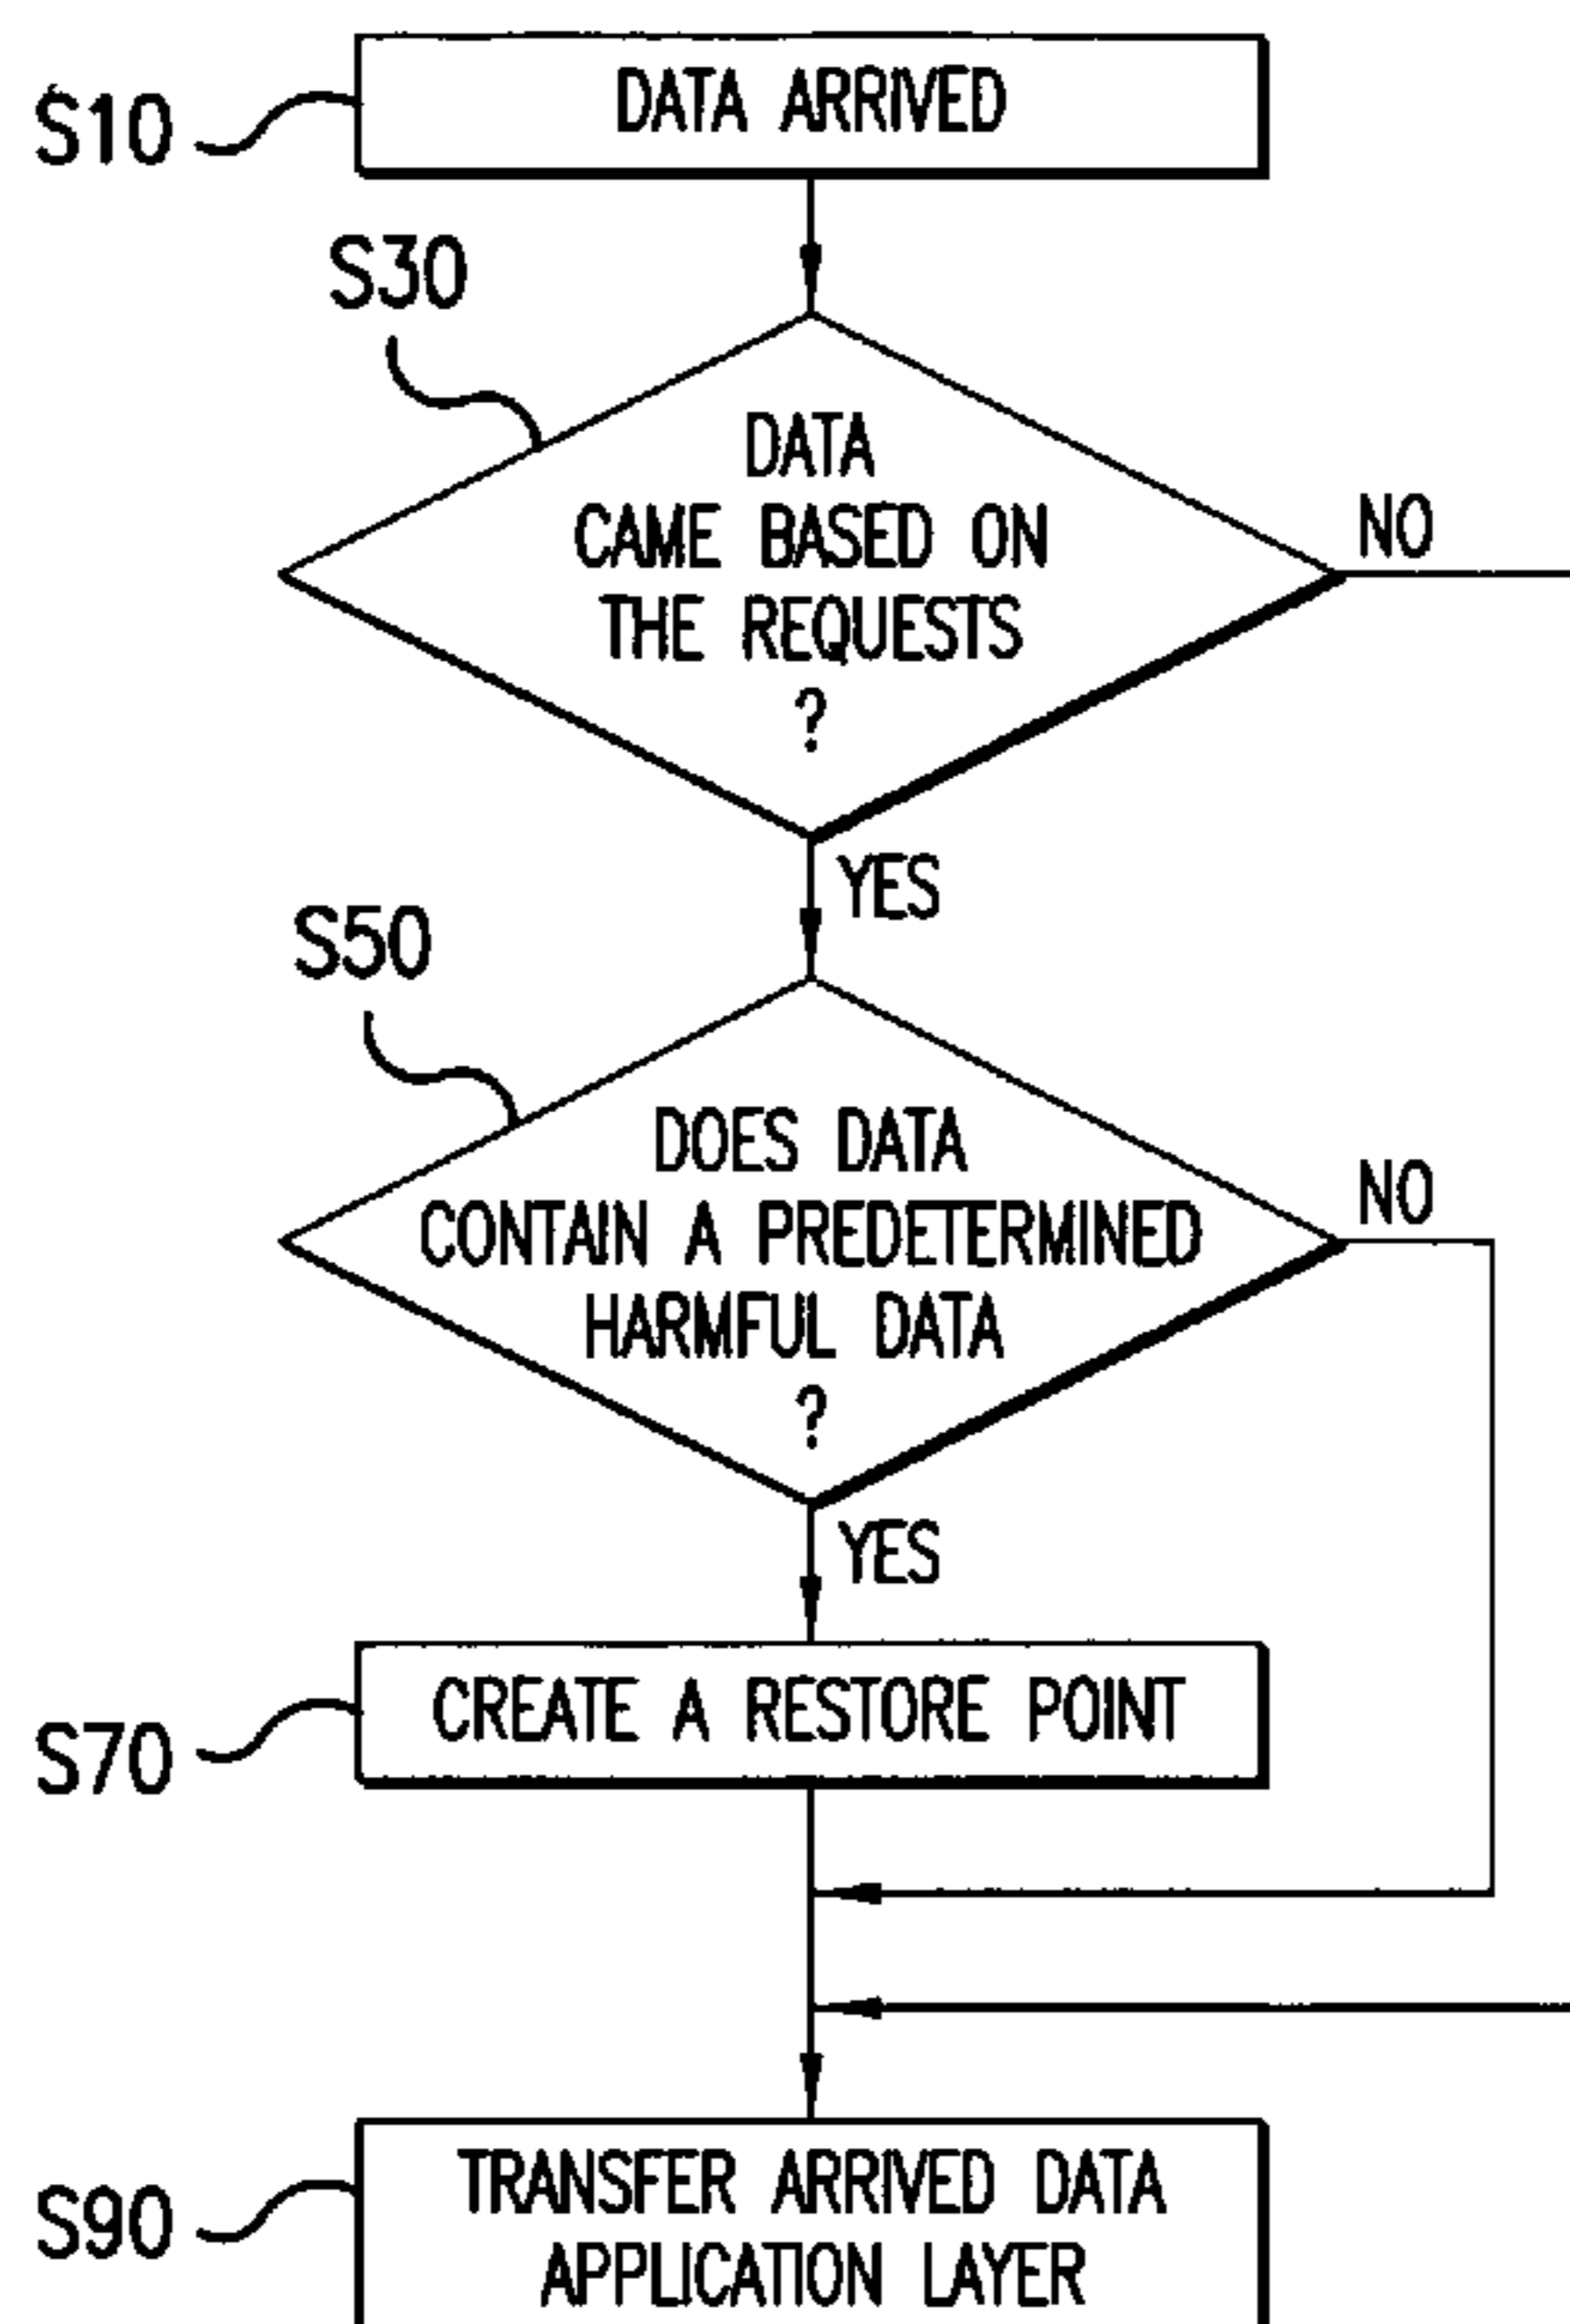 S10
DATA ARRIVED
S30
DATA
CAME BASED ON
THE REQUESTS
?
NO
YES
S50
DOES DATA
CONTAIN A PREDETERMINED
HARMFUL DATA
?
NO
YES
S70
CREATE A RESTORE POINT
S90
TRANSFER ARRIVED DATA
APPLICATION LAYER